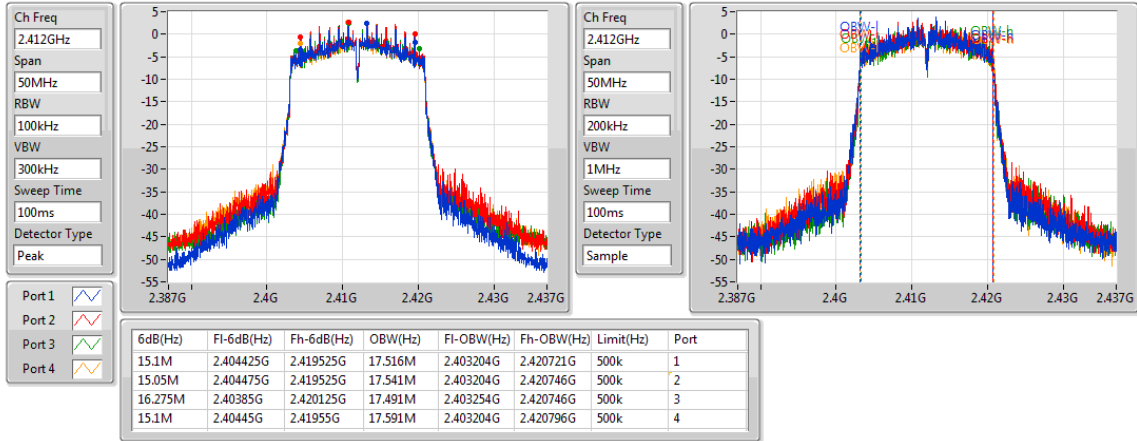 Ch Freq
2.412GHz
Span
50MHz
RBW
100kHz
VBW
300kHz
Sweep Time
100ms
Detector Type
Peak
5-
0-
-5-
-10-
-15-
-20-
-25-
-30-
-35-
-40-
-45-
-50-
-55-
2.387G 2.4G 2.41G 2.42G 2.43G 2.437G
Ch Freq
2.412GHz
Span
50MHz
RBW
200kHz
VBW
1MHz
Sweep Time
100ms
Detector Type
Sample
5-
0-
-5-
-10-
-15-
-20-
-25-
-30-
-35-
-40-
-45-
-50-
-55-
OBW-l
2.387G 2.4G 2.41G 2.42G 2.43G 2.437G
Port 1
Port 2
Port 3
Port 4
6dB(Hz) Fl-6dB(Hz) Fh-6dB(Hz) OBW(Hz) Fl-OBW(Hz) Fh-OBW(Hz) Limit(Hz) Port
15.1M 2.404425G 2.419525G 17.516M 2.403204G 2.420721G 500k 1
15.05M 2.404475G 2.419525G 17.541M 2.403204G 2.420746G 500k 2
16.275M 2.40385G 2.420125G 17.491M 2.403254G 2.420746G 500k 3
15.1M 2.40445G 2.41955G 17.591M 2.403204G 2.420796G 500k 4